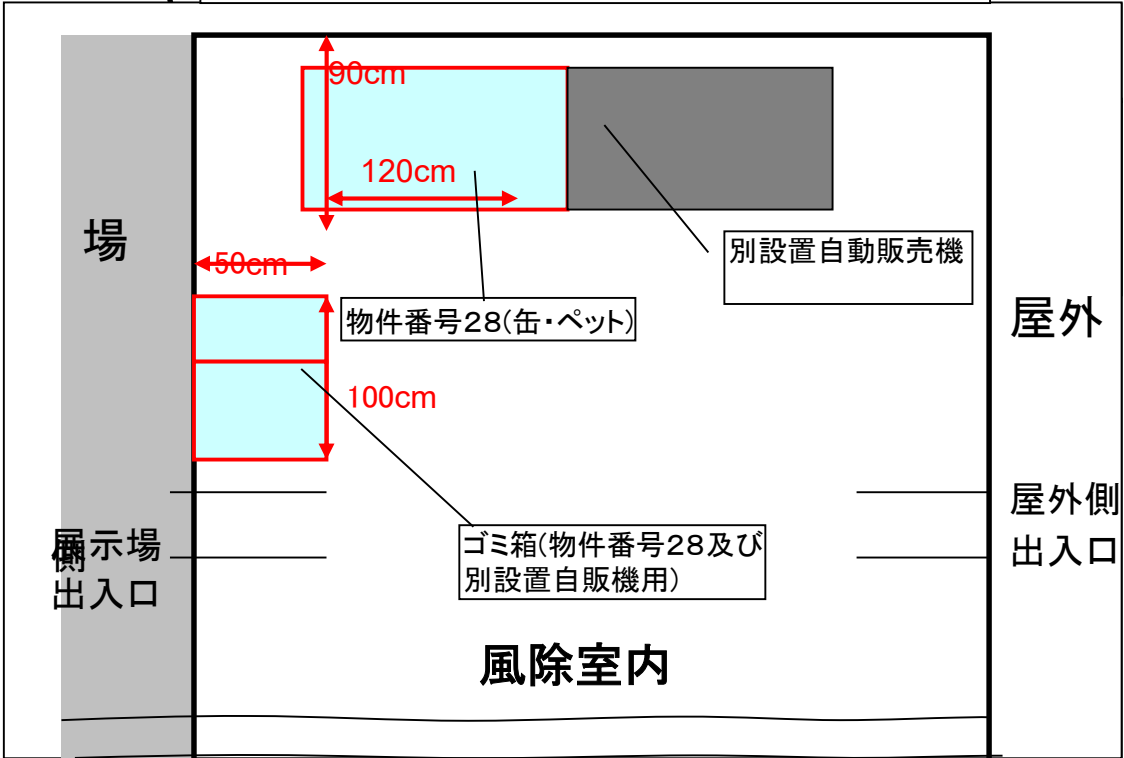 90cm
120cm
場
別設置自動販売機
50cm
屋外
物件番号28(缶・ペット)
100cm
屋外側
出入口
展示場
側
出入口
ゴミ箱(物件番号28及び
別設置自販機用)
風除室内